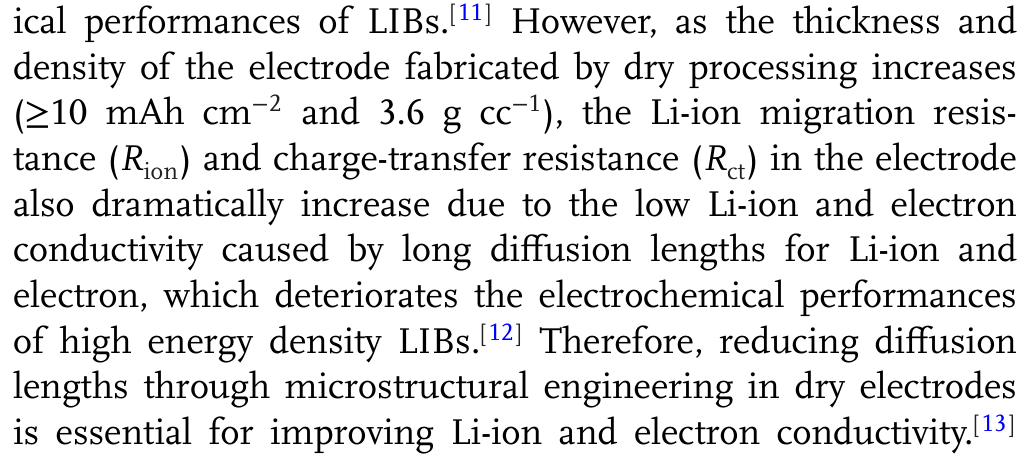 ical performances of LIBs.[11] However, as the thickness and
density of the electrode fabricated by dry processing increases
(≥10 mAh cm−2 and 3.6 g cc−1), the Li-ion migration resis-
tance (Rion) and charge-transfer resistance (Rct) in the electrode
also dramatically increase due to the low Li-ion and electron
conductivity caused by long diffusion lengths for Li-ion and
electron, which deteriorates the electrochemical performances
of high energy density LIBs.[12] Therefore, reducing diffusion
lengths through microstructural engineering in dry electrodes
is essential for improving Li-ion and electron conductivity.[13]